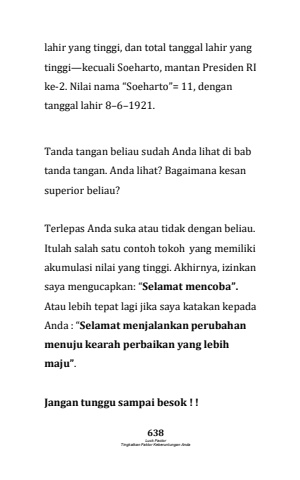 lahir yang tinggi, dan total tanggal lahir yang
tinggi—kecuali Soeharto, mantan Presiden RI
ke-2. Nilai nama “Soeharto”= 11, dengan
tanggal lahir 8–6–1921.
Tanda tangan beliau sudah Anda lihat di bab
tanda tangan. Anda lihat? Bagaimana kesan
superior beliau?
Terlepas Anda suka atau tidak dengan beliau.
Itulah salah satu contoh tokoh yang memiliki
akumulasi nilai yang tinggi. Akhirnya, izinkan
saya mengucapkan: “Selamat mencoba”.
Atau lebih tepat lagi jika saya katakan kepada
Anda : “Selamat menjalankan perubahan
menuju kearah perbaikan yang lebih
maju”.
Jangan tunggu sampai besok ! !
638
Luck Factor
Tingkatkan Faktor Keberuntungan Anda